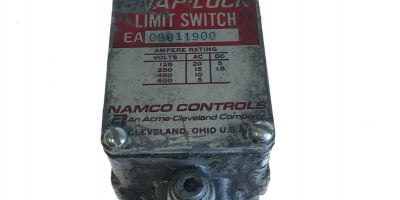 SNAP-LOCK
LIMIT SWITCH
EA 08011900
AMPERE RATING
VOLTS AC DC
125 20 5
250 15 1.5
480 10
600 5
NAMCO CONTROLS
An Acme-Cleveland Company
CLEVELAND, OHIO U.S.A.